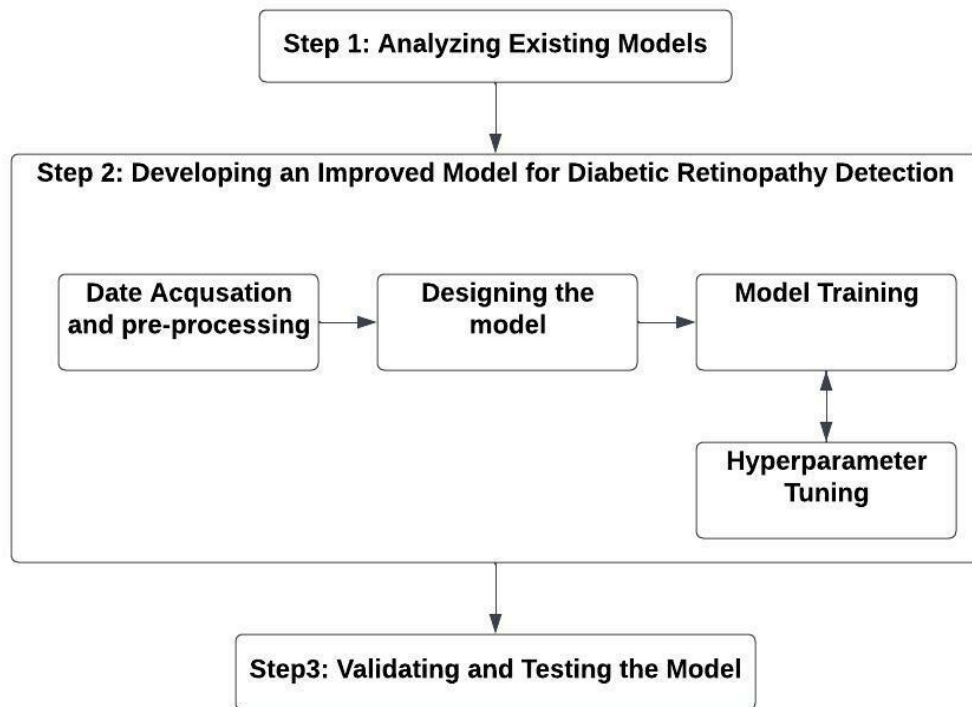 Step 1: Analyzing Existing Models
Step 2: Developing an Improved Model for Diabetic Retinopathy Detection
Date Acqusation
and pre-processing
Designing the
model
Model Training
Hyperparameter
Tuning
Step3: Validating and Testing the Model